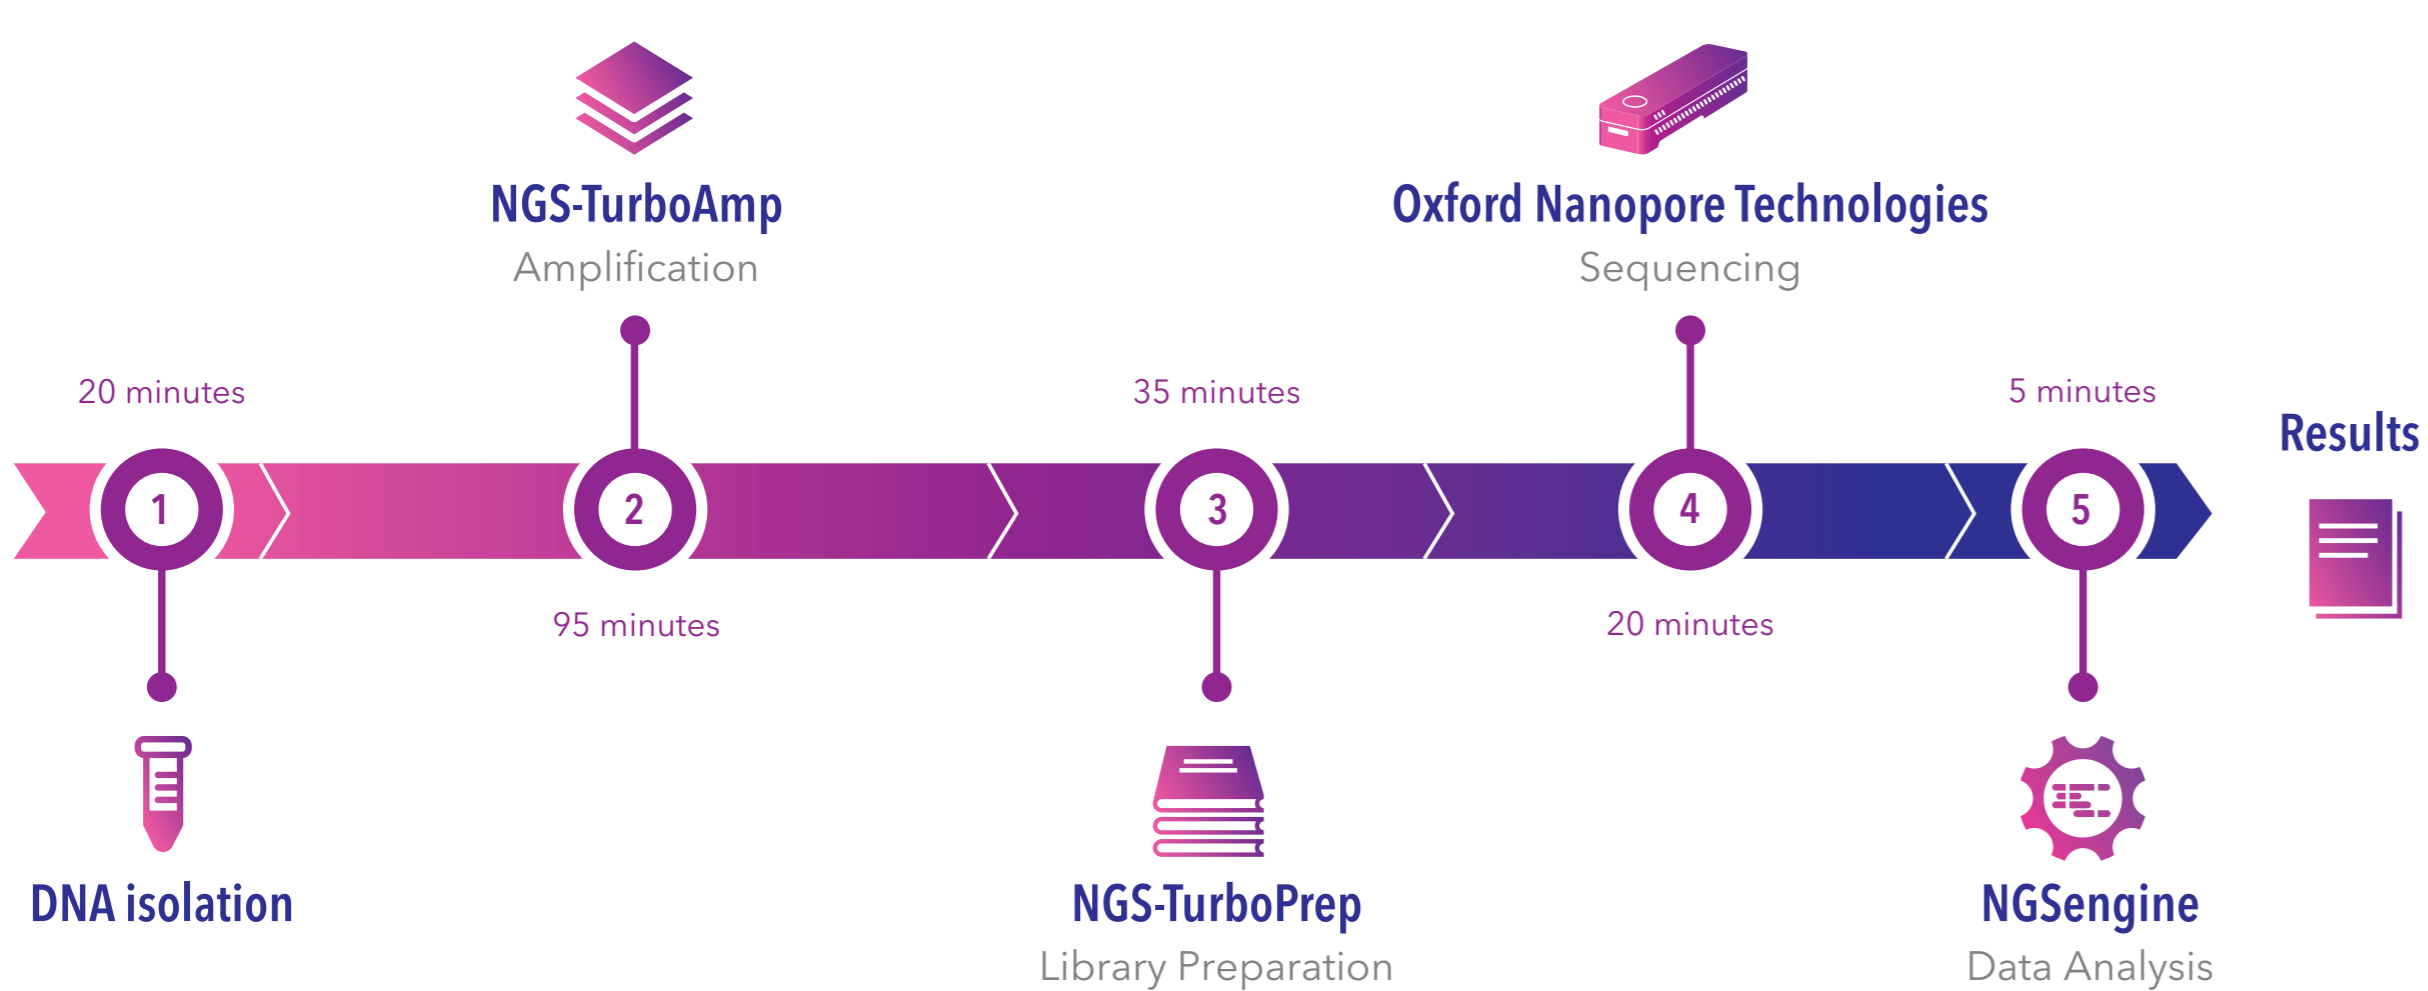 NGS-TurboAmp
Amplification
Oxford Nanopore Technologies
Sequencing
20 minutes
35 minutes
5 minutes
Results
1
2
3
4
5
95 minutes
20 minutes
DNA isolation
NGS-TurboPrep
Library Preparation
NGSengine
Data Analysis